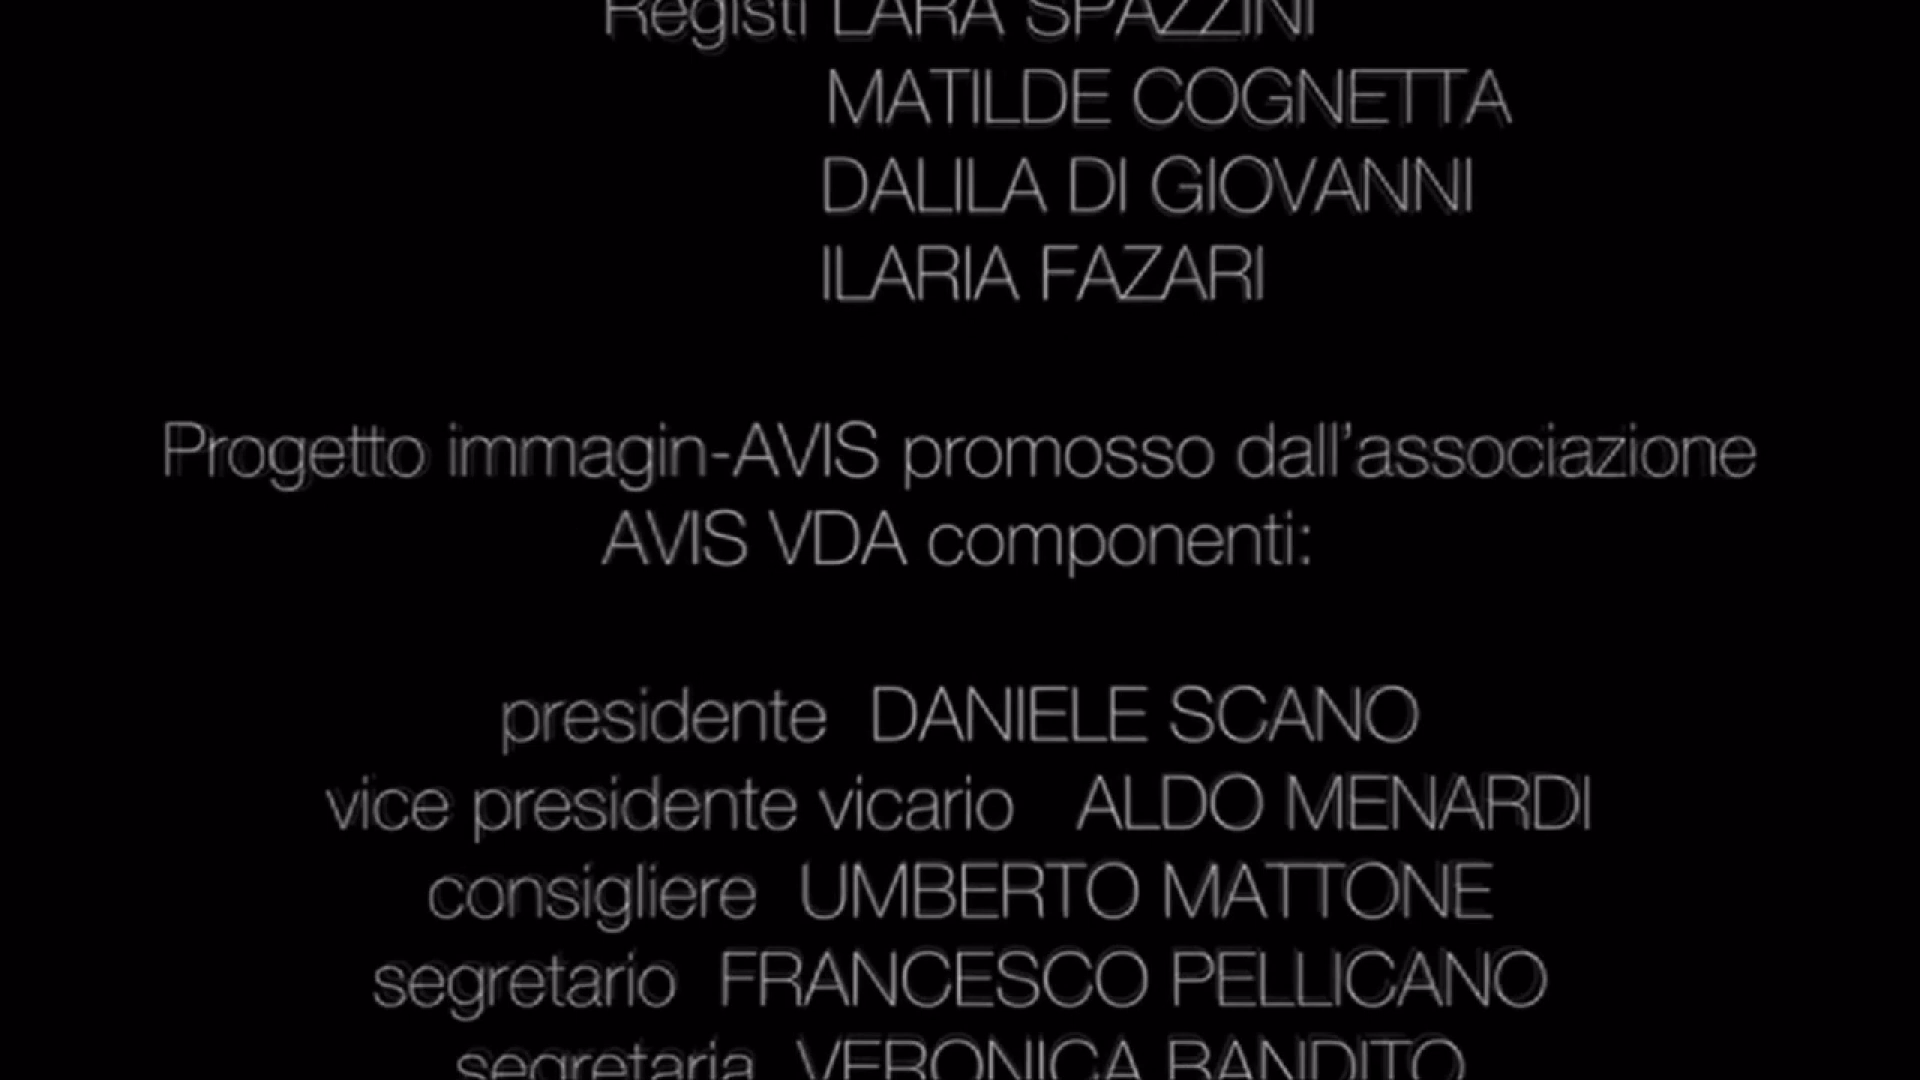 Registi LARA SPAZZINI
MATILDE COGNETTA
DALILA DI GIOVANNI
ILARIA FAZARI
Progetto immagin-AVIS promosso dall'associazione
AVIS VDA componenti:
presidente DANIELE SCANO
vice presidente vicario ALDO MENARDI
consigliere UMBERTO MATTONE
segretario FRANCESCO PELLICANO
segretaria VERONICA